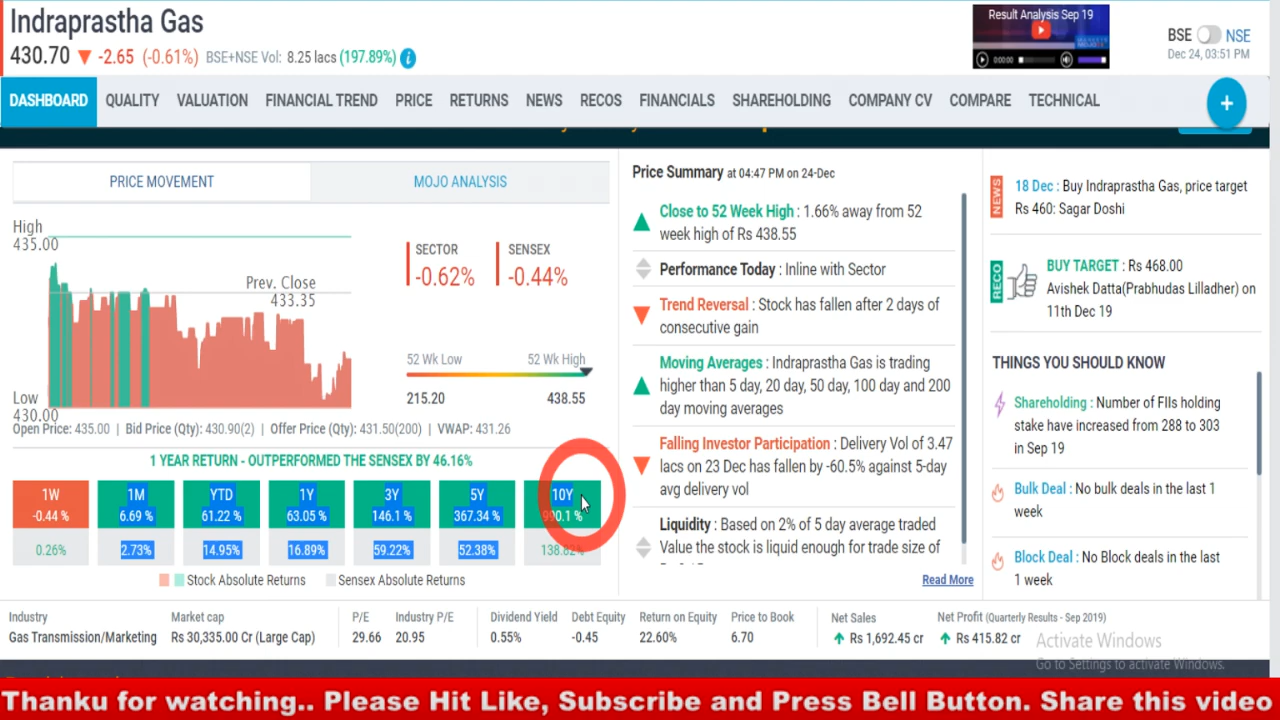 Indraprastha Gas
430.70 ▼ -2.65 (-0.61%) BSE+NSE Vol: 8.25 lacs (197.89%) i
Result Analysis Sep 19
0:00:00
BSE NSE
Dec 24, 03:51 PM
DASHBOARD QUALITY VALUATION FINANCIAL TREND PRICE RETURNS NEWS RECOS FINANCIALS SHAREHOLDING COMPANY CV COMPARE TECHNICAL
+
PRICE MOVEMENT MOJO ANALYSIS
High
435.00
Prev. Close
433.35
Low
430.00
SECTOR
-0.62%
SENSEX
-0.44%
52 Wk Low 52 Wk High
215.20 438.55
Open Price: 435.00 | Bid Price (Qty): 430.90(2) | Offer Price (Qty): 431.50(200) | VWAP: 431.26
1 YEAR RETURN - OUTPERFORMED THE SENSEX BY 46.16%
1W 1M YTD 1Y 3Y 5Y 10Y
-0.44 % 6.69 % 61.22 % 63.05 % 146.1 % 367.34 % 990.1 %
0.26% 2.73% 14.95% 16.89% 59.22% 52.38% 138.82%
Stock Absolute Returns Sensex Absolute Returns
Price Summary at 04:47 PM on 24-Dec
Close to 52 Week High : 1.66% away from 52
week high of Rs 438.55
Performance Today : Inline with Sector
Trend Reversal : Stock has fallen after 2 days of
consecutive gain
Moving Averages : Indraprastha Gas is trading
higher than 5 day, 20 day, 50 day, 100 day and 200
day moving averages
Falling Investor Participation : Delivery Vol of 3.47
lacs on 23 Dec has fallen by -60.5% against 5-day
avg delivery vol
Liquidity : Based on 2% of 5 day average traded
Value the stock is liquid enough for trade size of
Read More
NEWS
18 Dec : Buy Indraprastha Gas, price target
Rs 460: Sagar Doshi
RECO
BUY TARGET : Rs 468.00
Avishek Datta(Prabhudas Lilladher) on
11th Dec 19
THINGS YOU SHOULD KNOW
Shareholding : Number of FIIs holding
stake have increased from 288 to 303
in Sep 19
Bulk Deal : No bulk deals in the last 1
week
Block Deal : No Block deals in the last
1 week
Industry Market cap P/E Industry P/E Dividend Yield Debt Equity Return on Equity Price to Book Net Sales Net Profit (Quarterly Results - Sep 2019)
Gas Transmission/Marketing Rs 30,335.00 Cr (Large Cap) 29.66 20.95 0.55% -0.45 22.60% 6.70 Rs 1,692.45 cr Rs 415.82 cr
Activate Windows
Go to Settings to activate Windows.
Thanku for watching.. Please Hit Like, Subscribe and Press Bell Button. Share this video